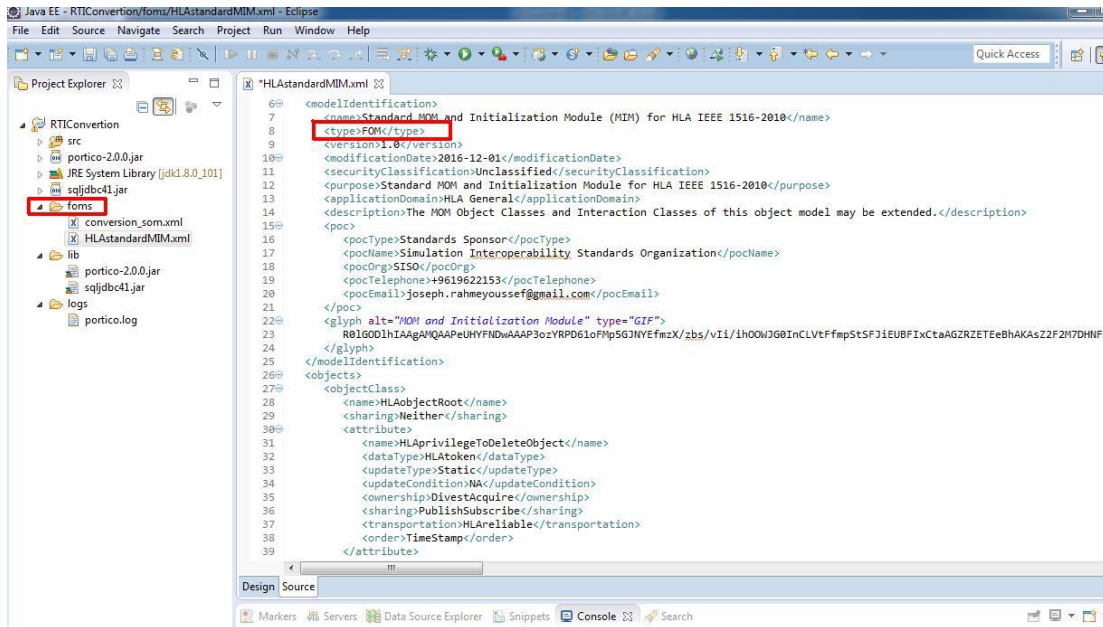 Java EE - RTIConvertion/foms/HLAstandardMIM.xml - Eclipse
File Edit Source Navigate Search Project Run Window Help
Quick Access
Project Explorer
*HLAstandardMIM.xml
RTIConvertion
src
portico-2.0.0.jar
JRE System Library [jdk1.8.0_101]
sqljdbc41.jar
foms
conversion_som.xml
HLAstandardMIM.xml
lib
portico-2.0.0.jar
sqljdbc41.jar
logs
portico.log
6 <modelIdentification>
7 <name>Standard MOM and Initialization Module (MIM) for HLA IEEE 1516-2010</name>
8 <type>FOM</type>
9 <version>1.0</version>
10 <modificationDate>2016-12-01</modificationDate>
11 <securityClassification>Unclassified</securityClassification>
12 <purpose>Standard MOM and Initialization Module for HLA IEEE 1516-2010</purpose>
13 <applicationDomain>HLA General</applicationDomain>
14 <description>The MOM Object Classes and Interaction Classes of this object model may be extended.</description>
15 <poc>
16 <pocType>Standards Sponsor</pocType>
17 <pocName>Simulation Interoperability Standards Organization</pocName>
18 <pocOrg>SISO</pocOrg>
19 <pocTelephone>+9619622153</pocTelephone>
20 <pocEmail>joseph.rahmeyoussef@gmail.com</pocEmail>
21 </poc>
22 <glyph alt="MOM and Initialization Module" type="GIF">
23
24 </glyph>
25 </modelIdentification>
26 <objects>
27 <objectClass>
28 <name>HLAobjectRoot</name>
29 <sharing>Neither</sharing>
30 <attribute>
31 <name>HLAprivilegeToDeleteObject</name>
32 <dataType>HLAtoken</dataType>
33 <updateType>Static</updateType>
34 <updateCondition>NA</updateCondition>
35 <ownership>DivestAcquire</ownership>
36 <sharing>PublishSubscribe</sharing>
37 <transportation>HLAreliable</transportation>
38 <order>TimeStamp</order>
39 </attribute>
Design Source
Markers Servers Data Source Explorer Snippets Console Search